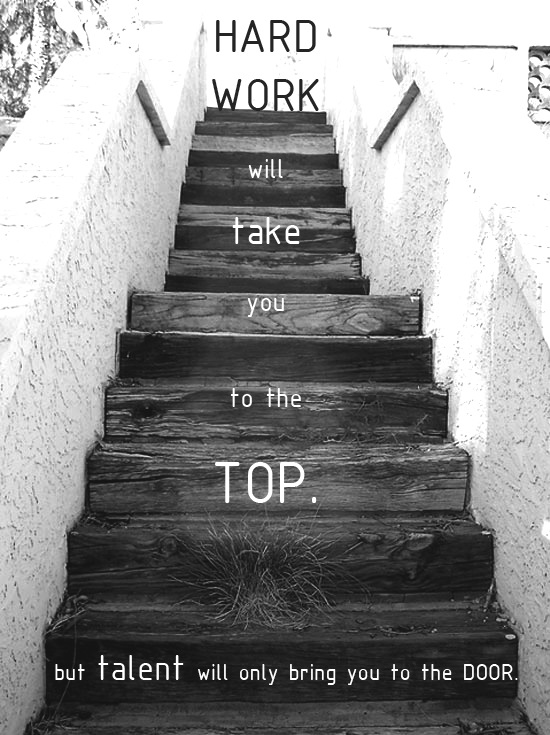 HARD
WORK
will
take
you
to the
TOP.
but talent will only bring you to the DOOR.